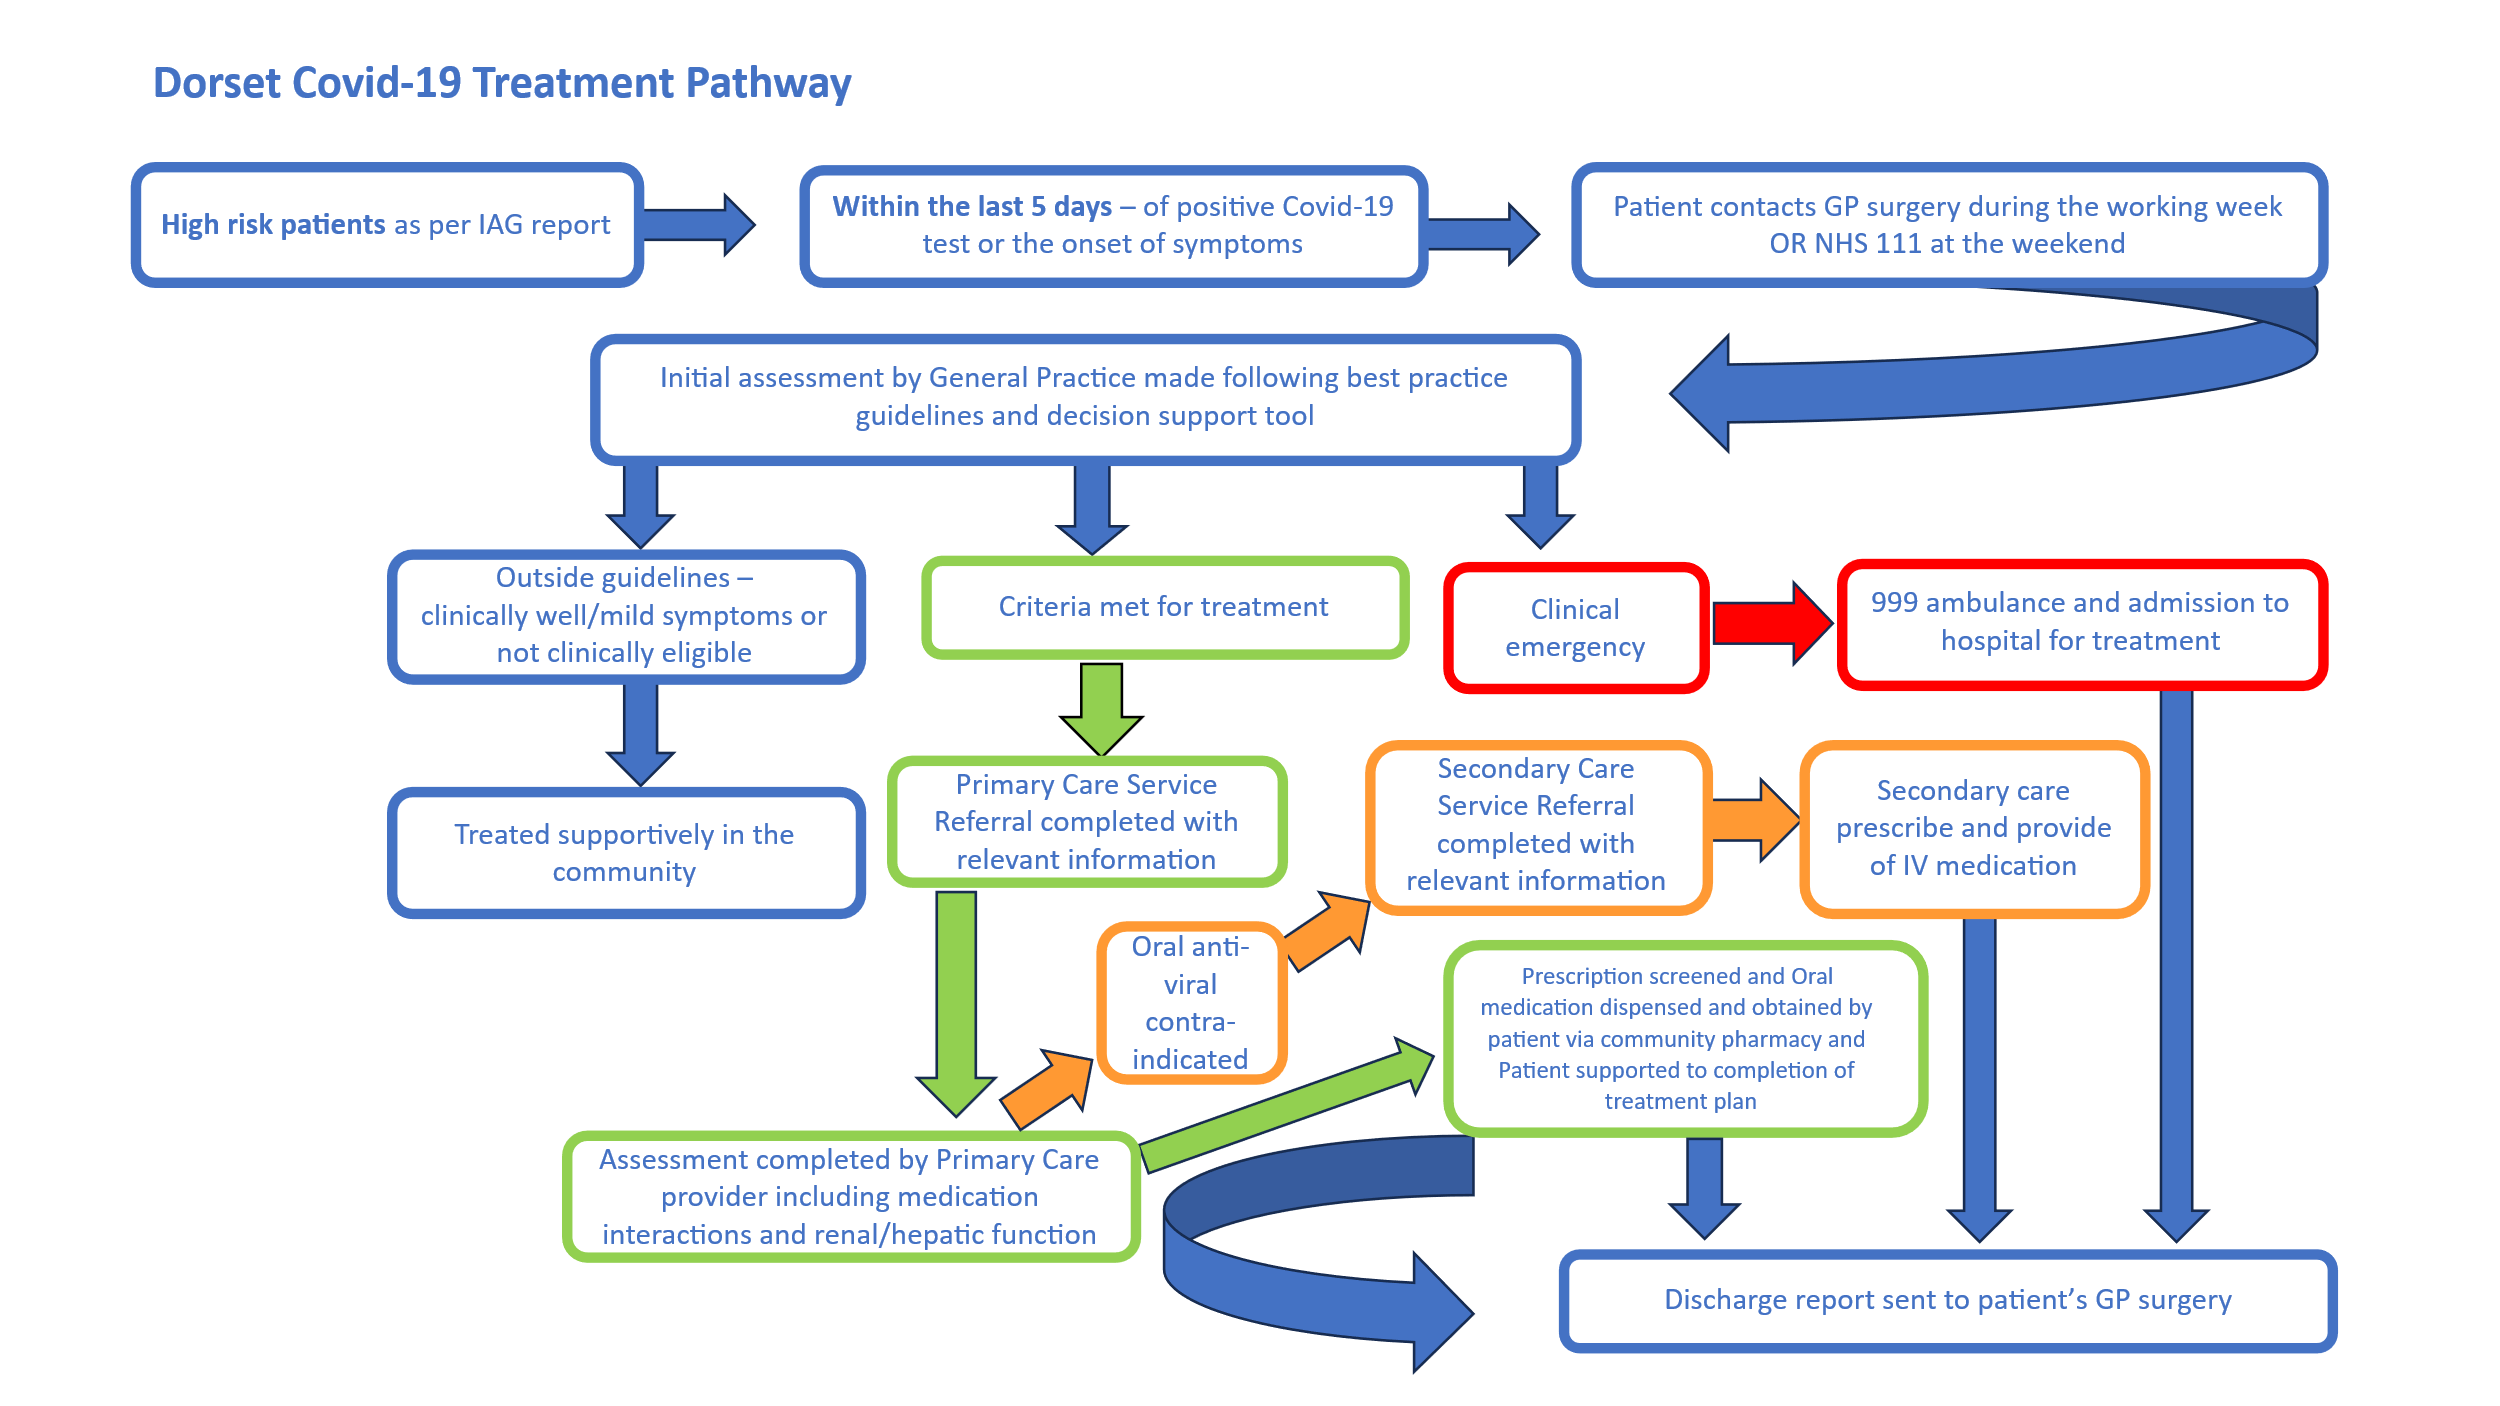 Dorset Covid-19 Treatment Pathway
High risk patients as per IAG report
Within the last 5 days – of positive Covid-19
test or the onset of symptoms
Patient contacts GP surgery during the working week
OR NHS 111 at the weekend
Initial assessment by General Practice made following best practice
guidelines and decision support tool
Outside guidelines –
clinically well/mild symptoms or
not clinically eligible
Criteria met for treatment
Clinical
emergency
999 ambulance and admission to
hospital for treatment
Treated supportively in the
community
Primary Care Service
Referral completed with
relevant information
Secondary Care
Service Referral
completed with
relevant information
Secondary care
prescribe and provide
of IV medication
Oral anti-
viral
contra-
indicated
Prescription screened and Oral
medication dispensed and obtained by
patient via community pharmacy and
Patient supported to completion of
treatment plan
Assessment completed by Primary Care
provider including medication
interactions and renal/hepatic function
Discharge report sent to patient’s GP surgery